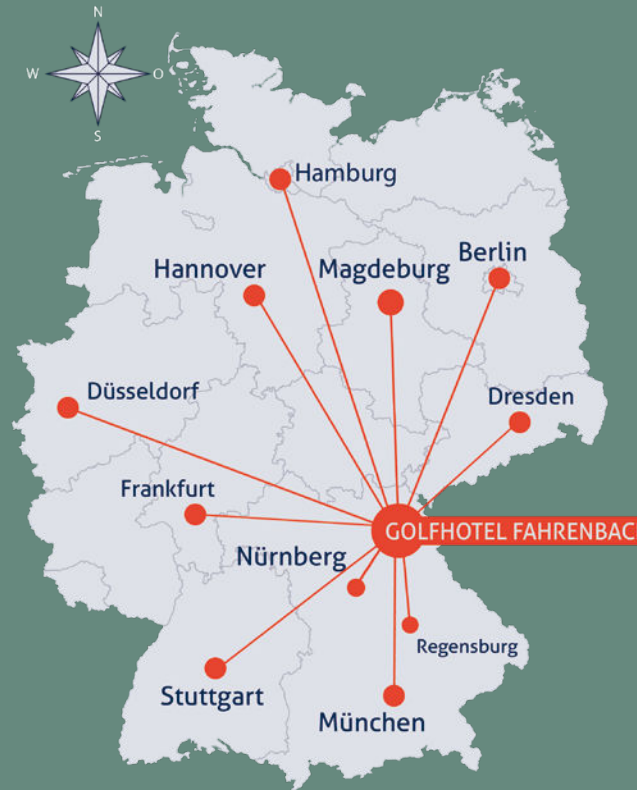 N
W O
S
Hamburg
Berlin
Hannover
Magdeburg
Düsseldorf
Dresden
Frankfurt
GOLFHOTEL FAHRENBAC
Nürnberg
Regensburg
Stuttgart
München